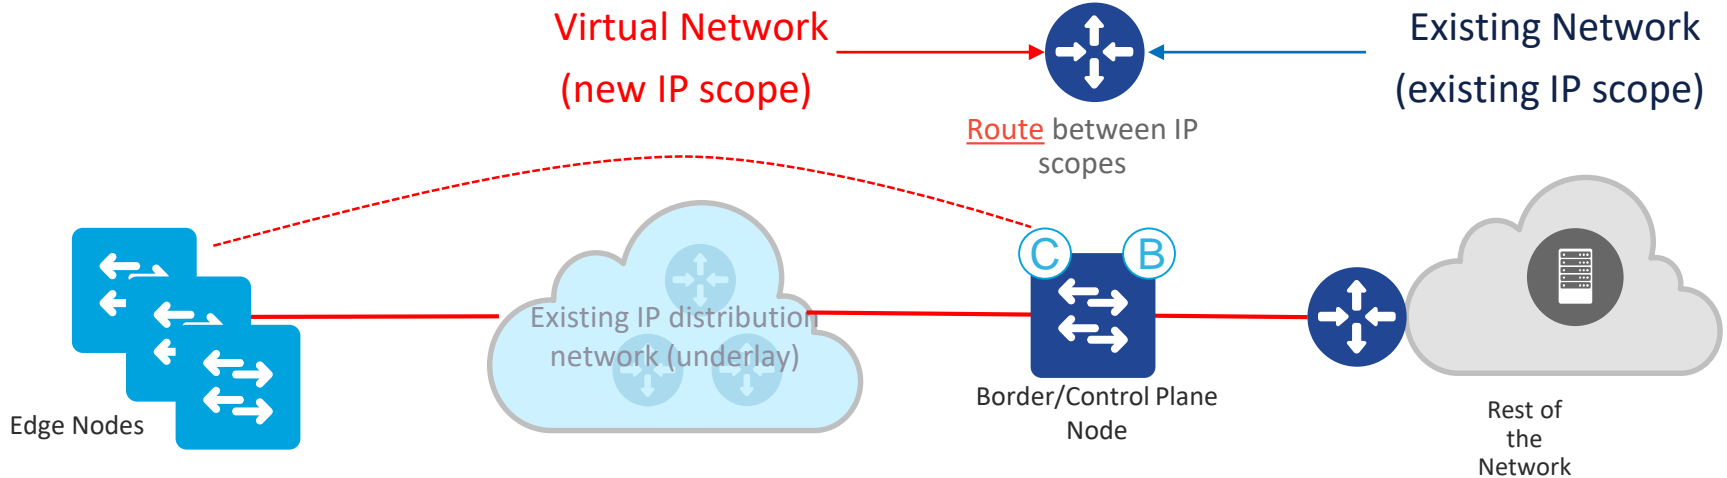 Virtual Network
(new IP scope)
Existing Network
(existing IP scope)
Route between IP
scopes
C
B
Existing IP distribution
network (underlay)
Edge Nodes
Border/Control Plane
Node
Rest of
the
Network